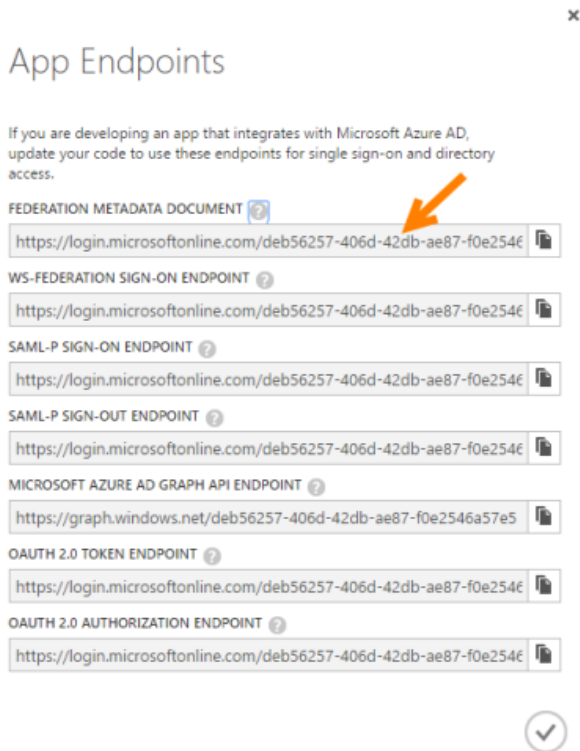 App Endpoints
If you are developing an app that integrates with Microsoft Azure AD,
update your code to use these endpoints for single sign-on and directory
access.
FEDERATION METADATA DOCUMENT ?
https://login.microsoftonline.com/deb56257-406d-42db-ae87-f0e2546
WS-FEDERATION SIGN-ON ENDPOINT ?
https://login.microsoftonline.com/deb56257-406d-42db-ae87-f0e2546
SAML-P SIGN-ON ENDPOINT ?
https://login.microsoftonline.com/deb56257-406d-42db-ae87-f0e2546
SAML-P SIGN-OUT ENDPOINT ?
https://login.microsoftonline.com/deb56257-406d-42db-ae87-f0e2546
MICROSOFT AZURE AD GRAPH API ENDPOINT ?
https://graph.windows.net/deb56257-406d-42db-ae87-f0e2546a57e5
OAUTH 2.0 TOKEN ENDPOINT ?
https://login.microsoftonline.com/deb56257-406d-42db-ae87-f0e2546
OAUTH 2.0 AUTHORIZATION ENDPOINT ?
https://login.microsoftonline.com/deb56257-406d-42db-ae87-f0e2546